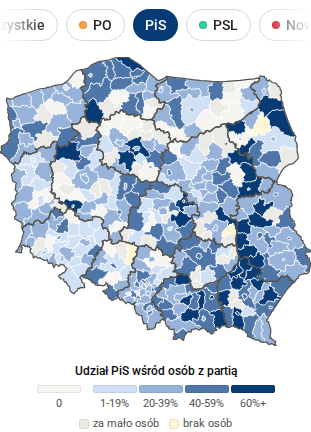 zystkie PO PiS PSL Now
Udział PiS wśród osób z partią
0 1-19% 20-39% 40-59% 60%+
za mało osób brak osób